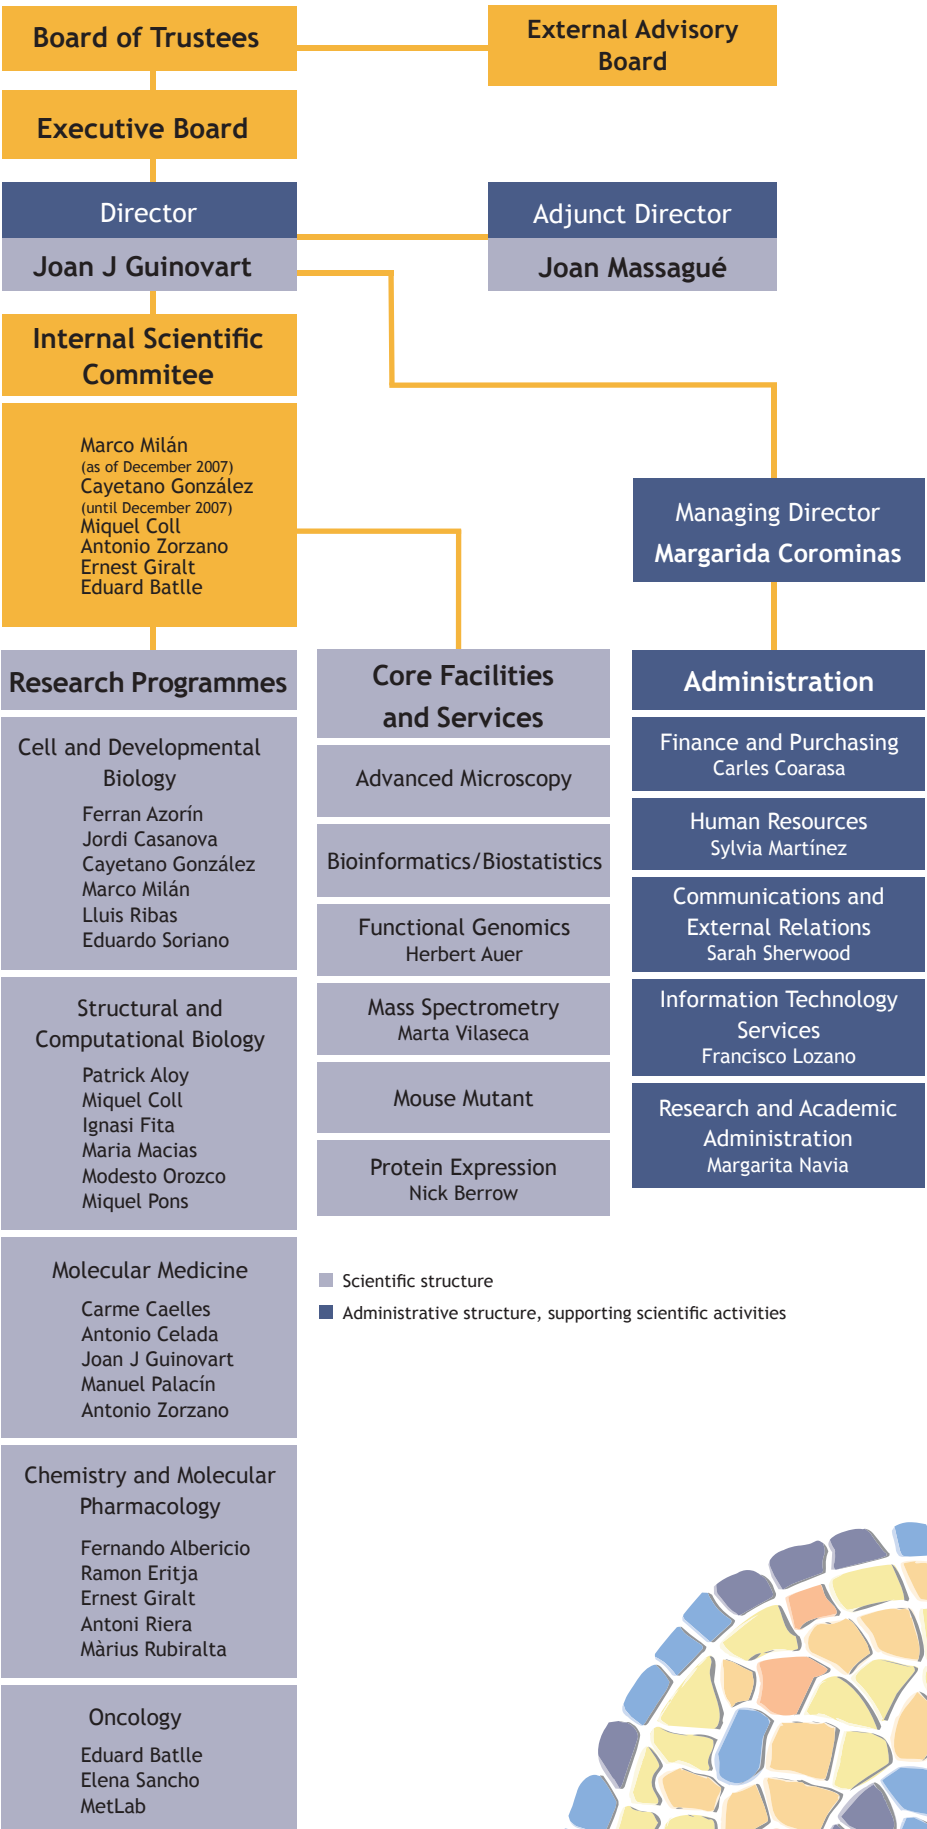 Board of Trustees
External Advisory
Board
Executive Board
Director
Joan J Guinovart
Adjunct Director
Joan Massagué
Internal Scientific
Commitee
Marco Milán
(as of December 2007)
Cayetano González
(until December 2007)
Miquel Coll
Antonio Zorzano
Ernest Giralt
Eduard Batlle
Managing Director
Margarida Corominas
Research Programmes
Cell and Developmental
Biology
Ferran Azorín
Jordi Casanova
Cayetano González
Marco Milán
Lluis Ribas
Eduardo Soriano
Structural and
Computational Biology
Patrick Aloy
Miquel Coll
Ignasi Fita
Maria Macias
Modesto Orozco
Miquel Pons
Molecular Medicine
Carme Caelles
Antonio Celada
Joan J Guinovart
Manuel Palacín
Antonio Zorzano
Chemistry and Molecular
Pharmacology
Fernando Albericio
Ramon Eritja
Ernest Giralt
Antoni Riera
Màrius Rubiralta
Oncology
Eduard Batlle
Elena Sancho
MetLab
Core Facilities
and Services
Advanced Microscopy
Bioinformatics/Biostatistics
Functional Genomics
Herbert Auer
Mass Spectrometry
Marta Vilaseca
Mouse Mutant
Protein Expression
Nick Berrow
Administration
Finance and Purchasing
Carles Coarasa
Human Resources
Sylvia Martínez
Communications and
External Relations
Sarah Sherwood
Information Technology
Services
Francisco Lozano
Research and Academic
Administration
Margarita Navia
Scientific structure
Administrative structure, supporting scientific activities